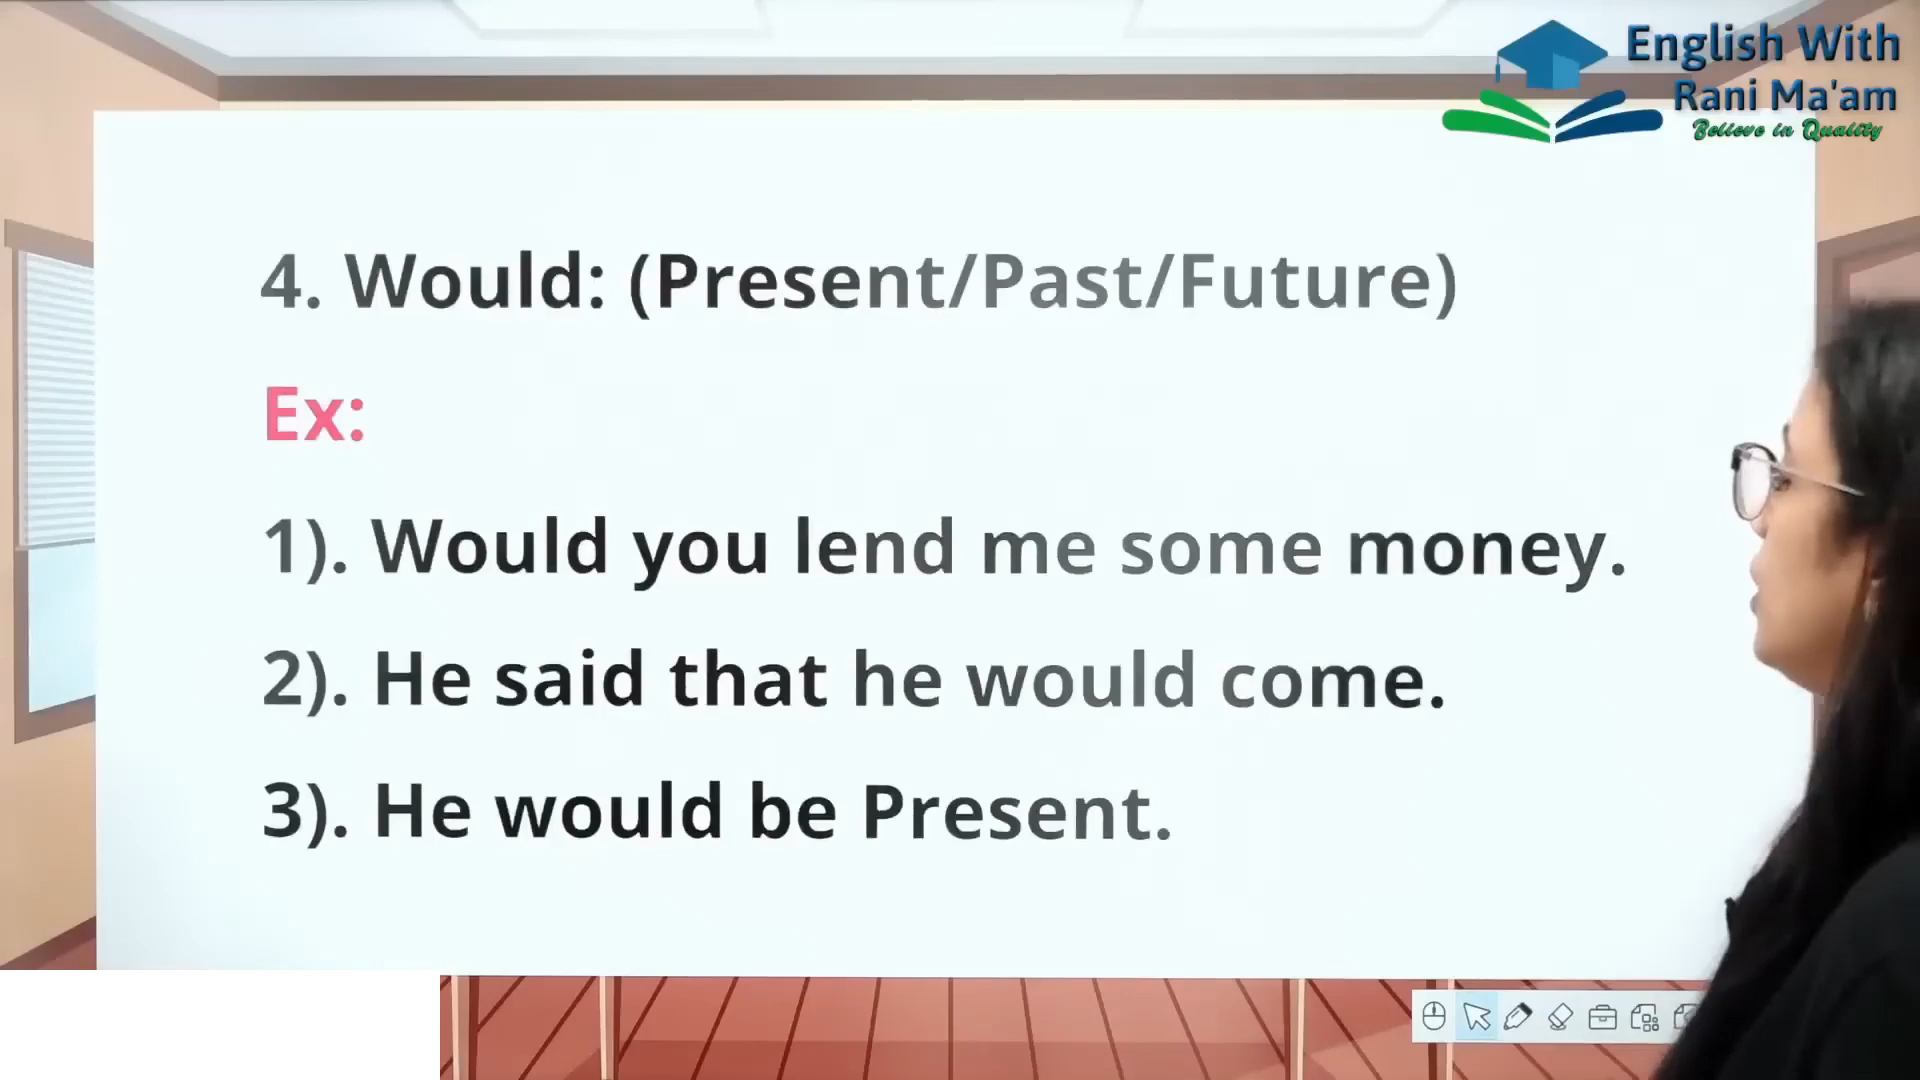 English With
Rani Ma'am
Believe in Quality
4. Would: (Present/Past/Future)
Ex:
1). Would you lend me some money.
2). He said that he would come.
3). He would be Present.